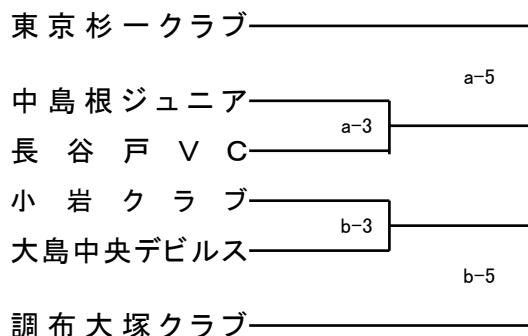 東京杉一クラブ
a-5
中島根ジュニア
a-3
長谷戸VC
小岩クラブ
b-3
大島中央デビルス
b-5
調布大塚クラブ